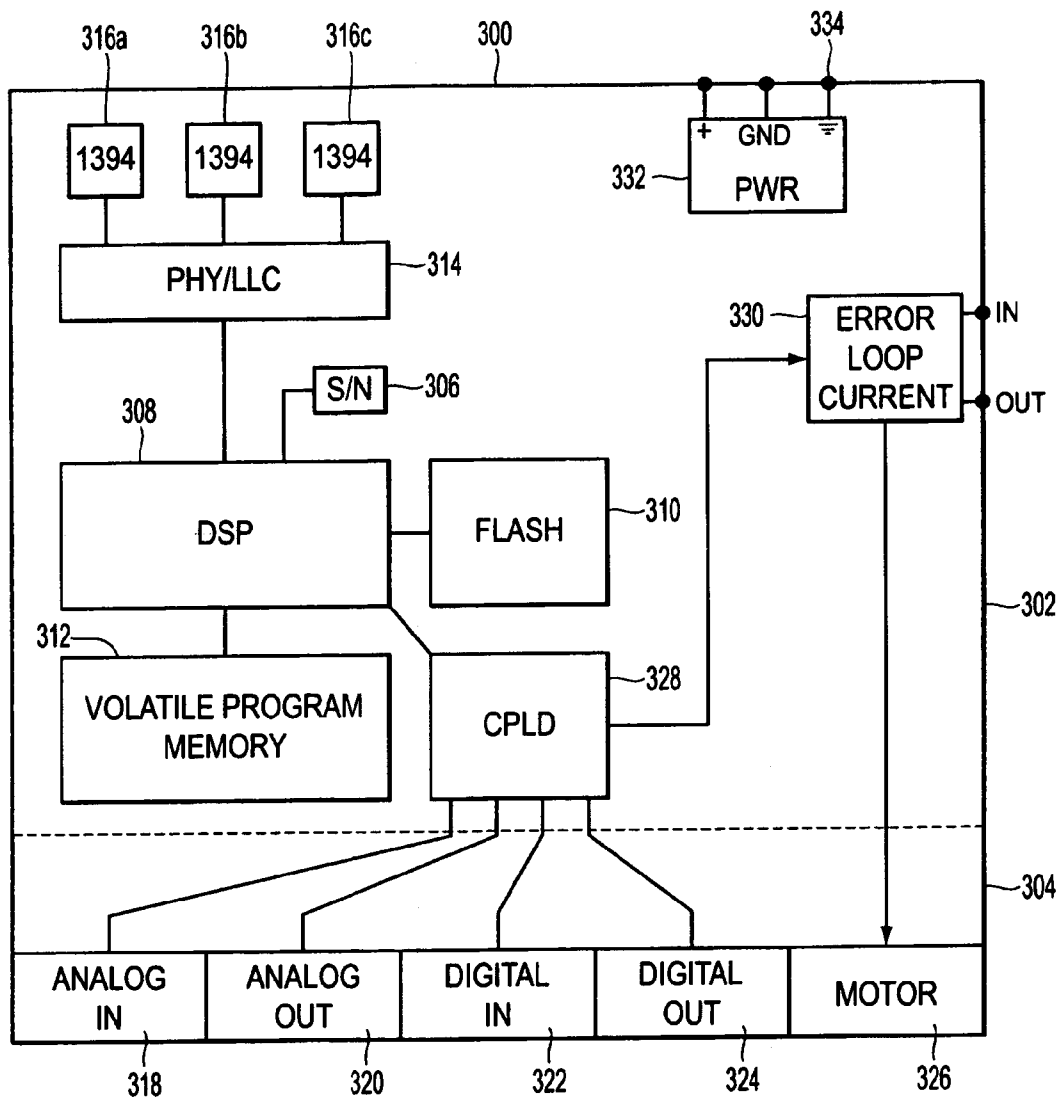 316a
316b
316c
300
334
1394
1394
1394
+
GND
PWR
332
PHY/LLC
314
330
ERROR
LOOP
CURRENT
IN
OUT
S/N
306
308
DSP
FLASH
310
302
312
VOLATILE PROGRAM
MEMORY
CPLD
328
304
ANALOG
IN
ANALOG
OUT
DIGITAL
IN
DIGITAL
OUT
MOTOR
318
320
322
324
326